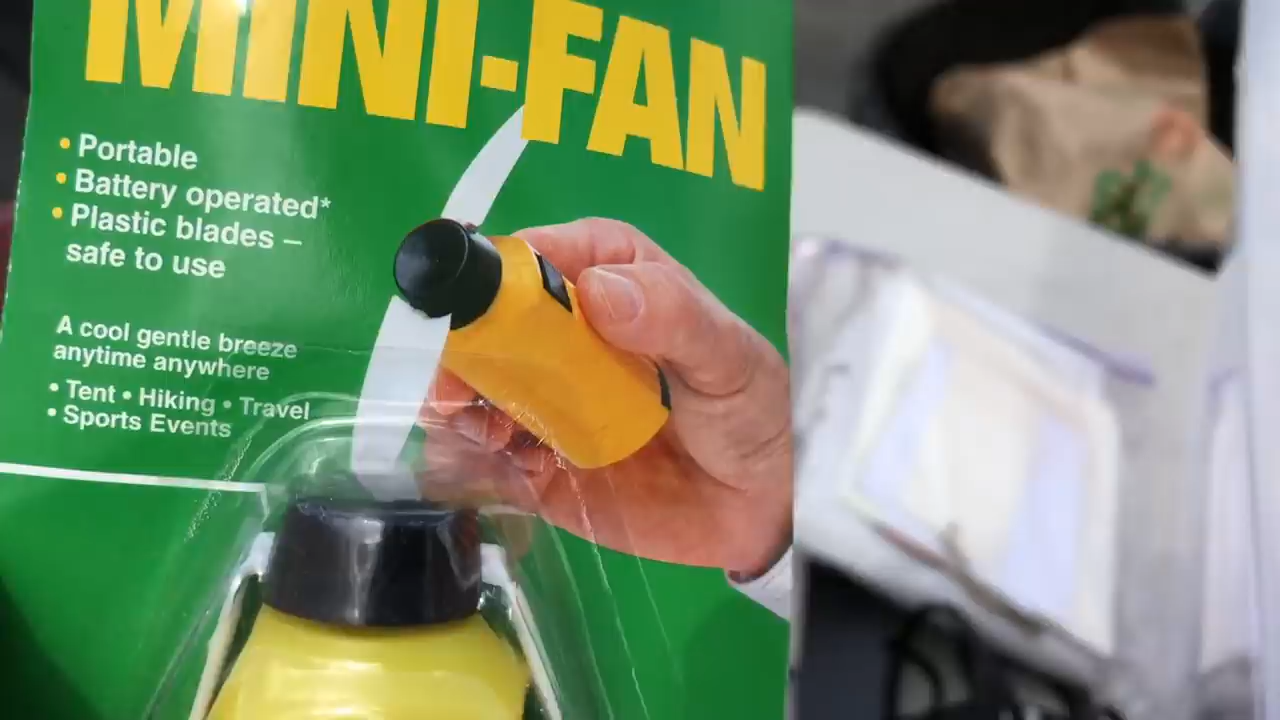 MINI-FAN
• Portable
• Battery operated*
• Plastic blades –
safe to use
A cool gentle breeze
anytime anywhere
• Tent • Hiking • Travel
• Sports Events